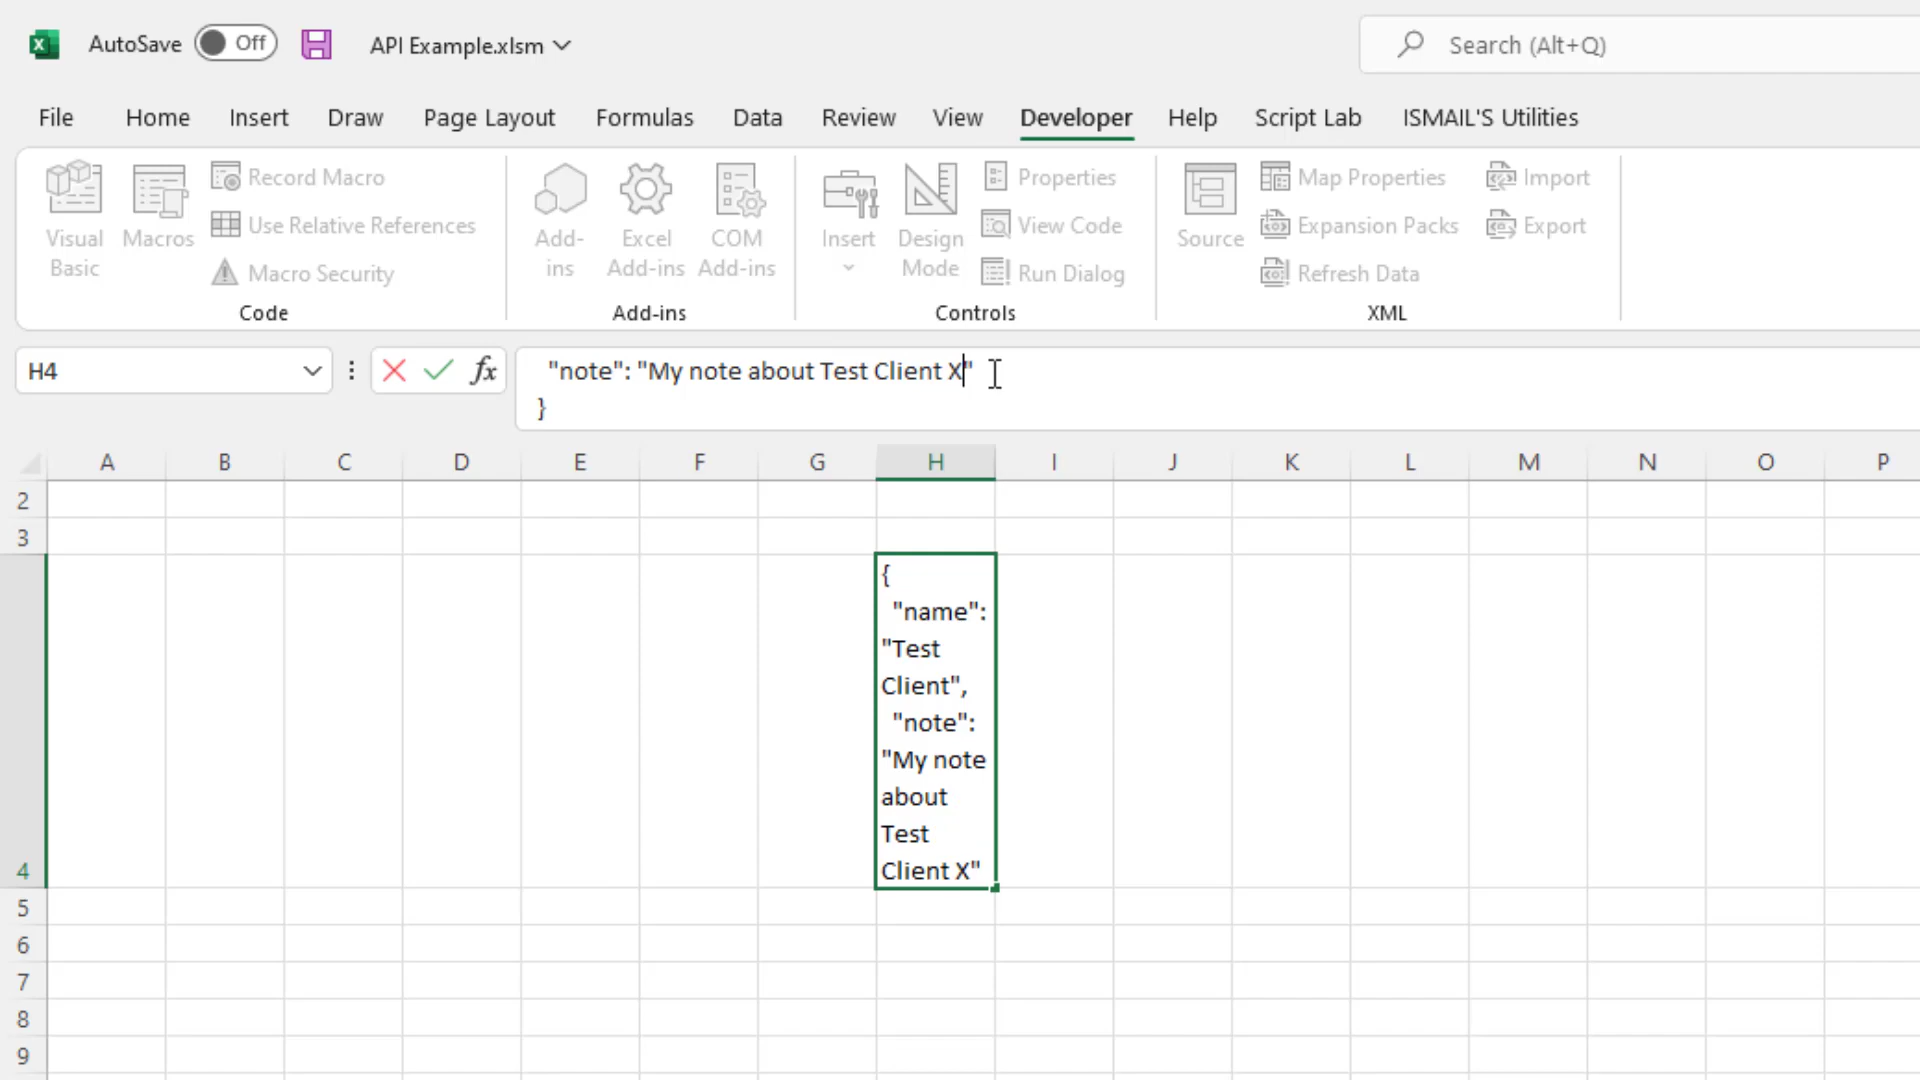 AutoSave Off API Example.xlsm Search (Alt+Q)
File Home Insert Draw Page Layout Formulas Data Review View Developer Help Script Lab ISMAIL'S Utilities
Visual Basic
Macros
Record Macro
Use Relative References
Macro Security
Code
Add-ins
Excel Add-ins
COM Add-ins
Add-ins
Insert
Design Mode
Properties
View Code
Run Dialog
Controls
Source
Map Properties
Expansion Packs
Refresh Data
Import
Export
XML
H4
fx
"note": "My note about Test Client X"
}
A B C D E F G H I J K L M N O P
2
3
4
{
"name":
"Test
Client",
"note":
"My note
about
Test
Client X"
5
6
7
8
9